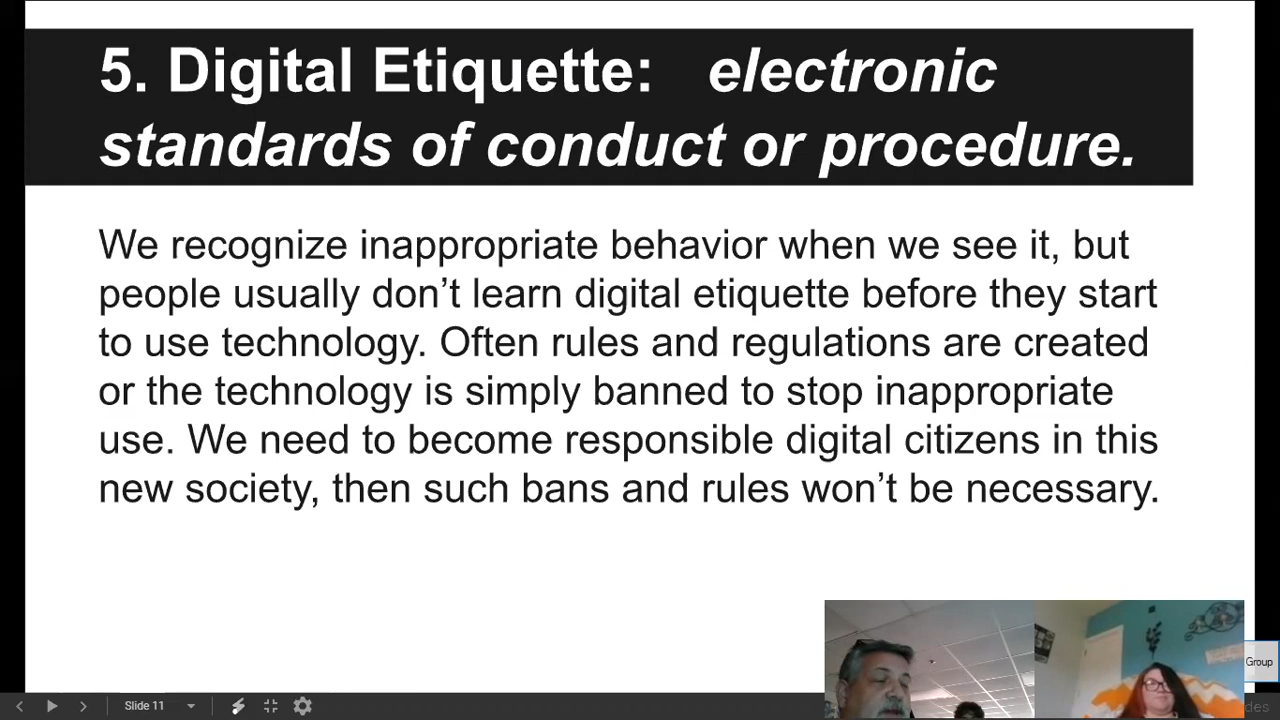 5. Digital Etiquette: electronic
standards of conduct or procedure.
We recognize inappropriate behavior when we see it, but
people usually don’t learn digital etiquette before they start
to use technology. Often rules and regulations are created
or the technology is simply banned to stop inappropriate
use. We need to become responsible digital citizens in this
new society, then such bans and rules won’t be necessary.
Group
Slide 11
des